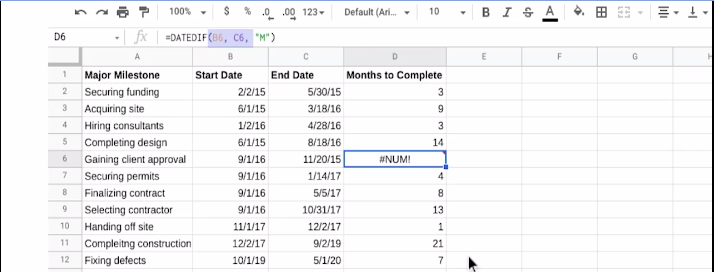 100% $ % .0 .00 123 Default (Ari... 10 B I S A
D6 fx =DATEDIF(B6, C6, "M")
A B C D E F G H
1 Major Milestone Start Date End Date Months to Complete
2 Securing funding 2/2/15 5/30/15 3
3 Acquiring site 6/1/15 3/18/16 9
4 Hiring consultants 1/2/16 4/28/16 3
5 Completing design 6/1/15 8/18/16 14
6 Gaining client approval 9/1/16 11/20/15 #NUM!
7 Securing permits 9/1/16 1/14/17 4
8 Finalizing contract 9/1/16 5/5/17 8
9 Selecting contractor 9/1/16 10/31/17 13
10 Handing off site 11/1/17 12/2/17 1
11 Compleitng construction 12/2/17 9/2/19 21
12 Fixing defects 10/1/19 5/1/20 7